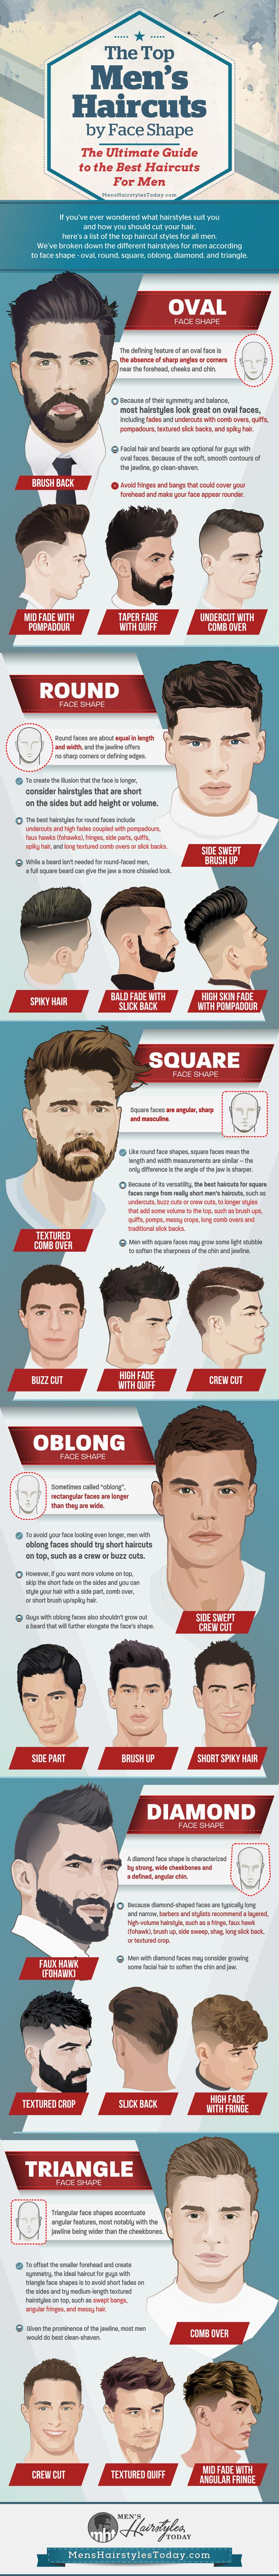 The Top
Men's
Haircuts
by Face Shape
The Ultimate Guide
to the Best Haircuts
For Men
MensHairstylesToday.com
If you've ever wondered what hairstyles suit you
and how you should cut your hair,
here's a list of the top haircut styles for all men.
We've broken down the different hairstyles for men according
to face shape - oval, round, square, oblong, diamond, and triangle.
OVAL
FACE SHAPE
The defining feature of an oval face is
the absence of sharp angles or corners
near the forehead, cheeks and chin.
Because of their symmetry and balance,
most hairstyles look great on oval faces,
including fades and undercuts with comb overs, quiffs,
pompadours, textured slick backs, and spiky hair.
Facial hair and beards are optional for guys with
oval faces. Because of the soft, smooth contours of
the jawline, go clean-shaven.
Avoid fringes and bangs that could cover your
forehead and make your face appear rounder.
BRUSH BACK
MID FADE WITH
POMPADOUR
TAPER FADE
WITH QUIFF
UNDERCUT WITH
COMB OVER
ROUND
FACE SHAPE
Round faces are about equal in length
and width, and the jawline offers
no sharp corners or defining edges.
To create the illusion that the face is longer,
consider hairstyles that are short
on the sides but add height or volume.
The best hairstyles for round faces include
undercuts and high fades coupled with pompadours,
faux hawks (fohawks), fringes, side parts, quiffs,
spiky hair, and long textured comb overs or slick backs.
While a beard isn't needed for round-faced men,
a full square beard can give the jaw a more chiseled look.
SIDE SWEPT
BRUSH UP
SPIKY HAIR
BALD FADE WITH
SLICK BACK
HIGH SKIN FADE
WITH POMPADOUR
SQUARE
FACE SHAPE
Square faces are angular, sharp
and masculine.
Like round face shapes, square faces mean the
length and width measurements are similar – the
only difference is the angle of the jaw is sharper.
Because of its versatility, the best haircuts for square
faces range from really short men's haircuts, such as
undercuts, buzz cuts or crew cuts, to longer styles
that add some volume to the top, such as brush ups,
quiffs, pomps, messy crops, long comb overs and
traditional slick backs.
Men with square faces may grow some light stubble
to soften the sharpness of the chin and jawline.
TEXTURED
COMB OVER
BUZZ CUT
HIGH FADE
WITH QUIFF
CREW CUT
OBLONG
FACE SHAPE
Sometimes called "oblong",
rectangular faces are longer
than they are wide.
To avoid your face looking even longer, men with
oblong faces should try short haircuts
on top, such as a crew or buzz cuts.
However, if you want more volume on top,
skip the short fade on the sides and you can
style your hair with a side part, comb over,
or short brush up/spiky hair.
Guys with oblong faces also shouldn't grow out
a beard that will further elongate the face's shape.
SIDE SWEPT
CREW CUT
SIDE PART
BRUSH UP
SHORT SPIKY HAIR
DIAMOND
FACE SHAPE
A diamond face shape is characterized
by strong, wide cheekbones and
a defined, angular chin.
Because diamond-shaped faces are typically long
and narrow, barbers and stylists recommend a layered,
high-volume hairstyle, such as a fringe, faux hawk
(fohawk), brush up, side sweep, shag, long slick back,
or textured crop.
Men with diamond faces may consider growing
some facial hair to soften the chin and jaw.
FAUX HAWK
(FOHAWK)
TEXTURED CROP
SLICK BACK
HIGH FADE
WITH FRINGE
TRIANGLE
FACE SHAPE
Triangular face shapes accentuate
angular features, most notably with the
jawline being wider than the cheekbones.
To offset the smaller forehead and create
symmetry, the ideal haircut for guys with
triangle face shapes is to avoid short fades on
the sides and try medium-length textured
hairstyles on top, such as swept bangs,
angular fringes, and messy hair.
Given the prominence of the jawline, most men
would do best clean-shaven.
COMB OVER
CREW CUT
TEXTURED QUIFF
MID FADE WITH
ANGULAR FRINGE
MEN'S
Hairstyles
TODAY
MensHairstylesToday.com